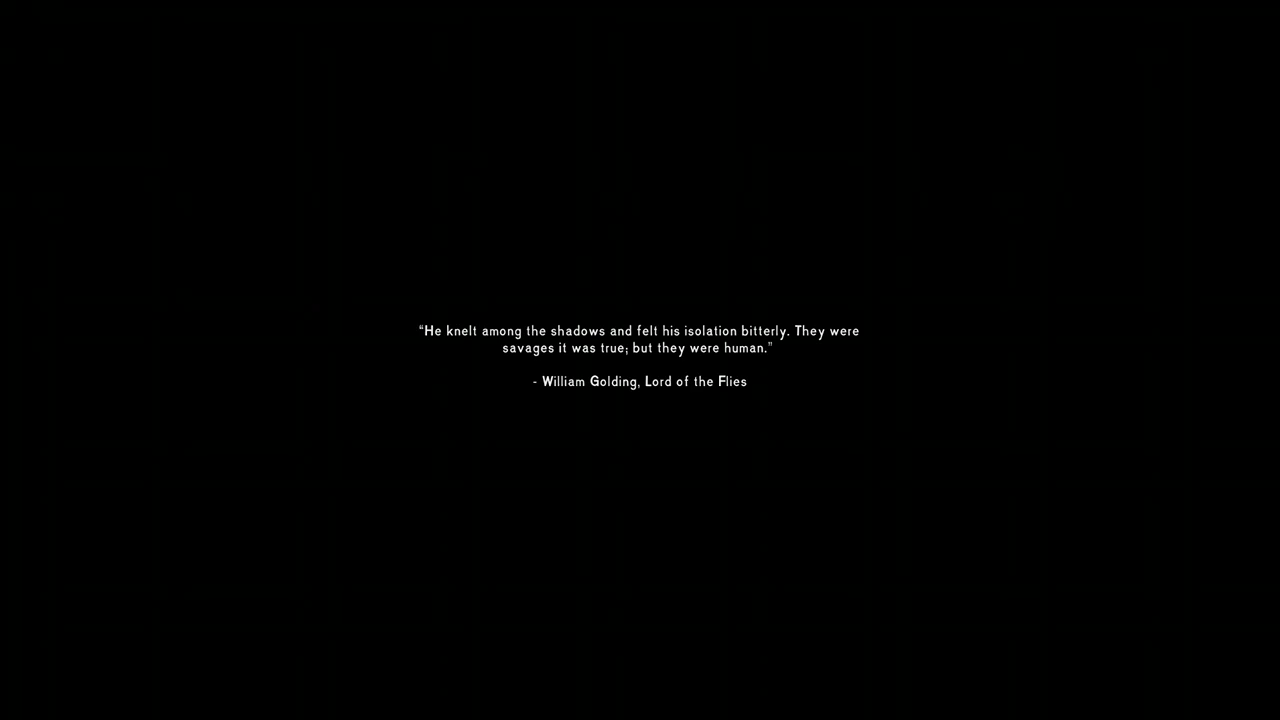 “He knelt among the shadows and felt his isolation bitterly. They were
savages it was true; but they were human.”
- William Golding, Lord of the Flies